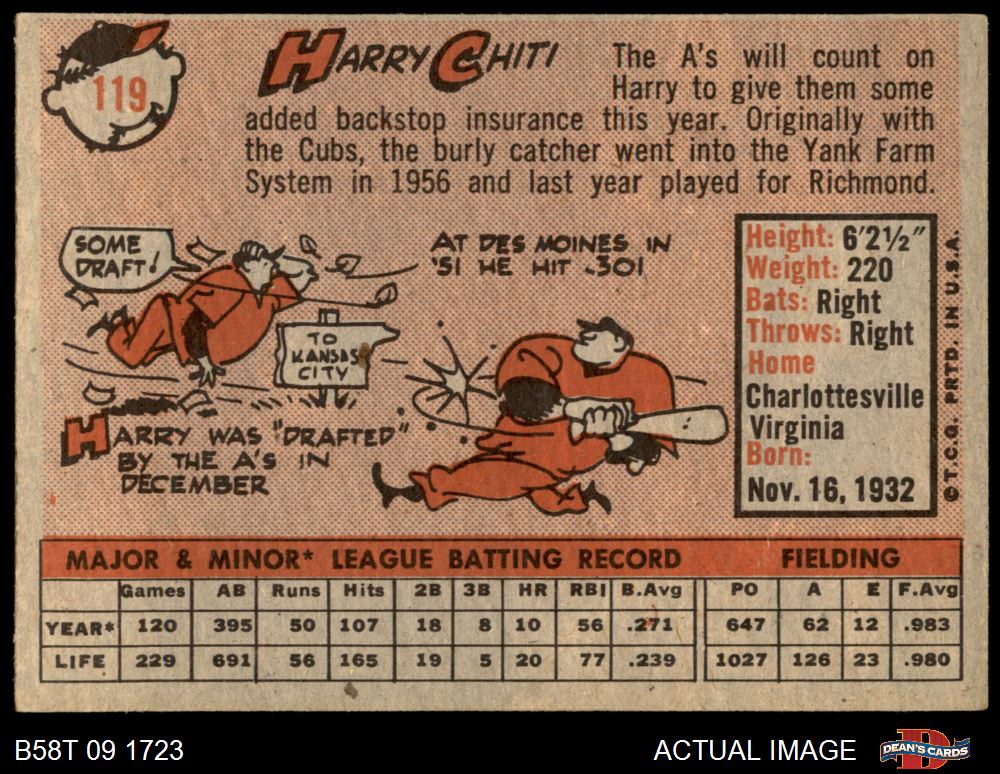 119
HARRY CHITI
The A's will count on
Harry to give them some
added backstop insurance this year. Originally with
the Cubs, the burly catcher went into the Yank Farm
System in 1956 and last year played for Richmond.
SOME
DRAFT!
TO
KANSAS
CITY
HARRY WAS "DRAFTED"
BY THE A'S IN
DECEMBER
AT DES MOINES IN
'51 HE HIT .301
Height: 6'2½"
Weight: 220
Bats: Right
Throws: Right
Home
Charlottesville
Virginia
Born:
Nov. 16, 1932
© T.C.G. PRTD. IN U.S.A.
MAJOR & MINOR* LEAGUE BATTING RECORD FIELDING
Games AB Runs Hits 2B 3B HR RBI B.Avg PO A E F.Avg
YEAR* 120 395 50 107 18 8 10 56 .271 647 62 12 .983
LIFE 229 691 56 165 19 5 20 77 .239 1027 126 23 .980
B58T 09 1723
ACTUAL IMAGE
DEAN'S CARDS